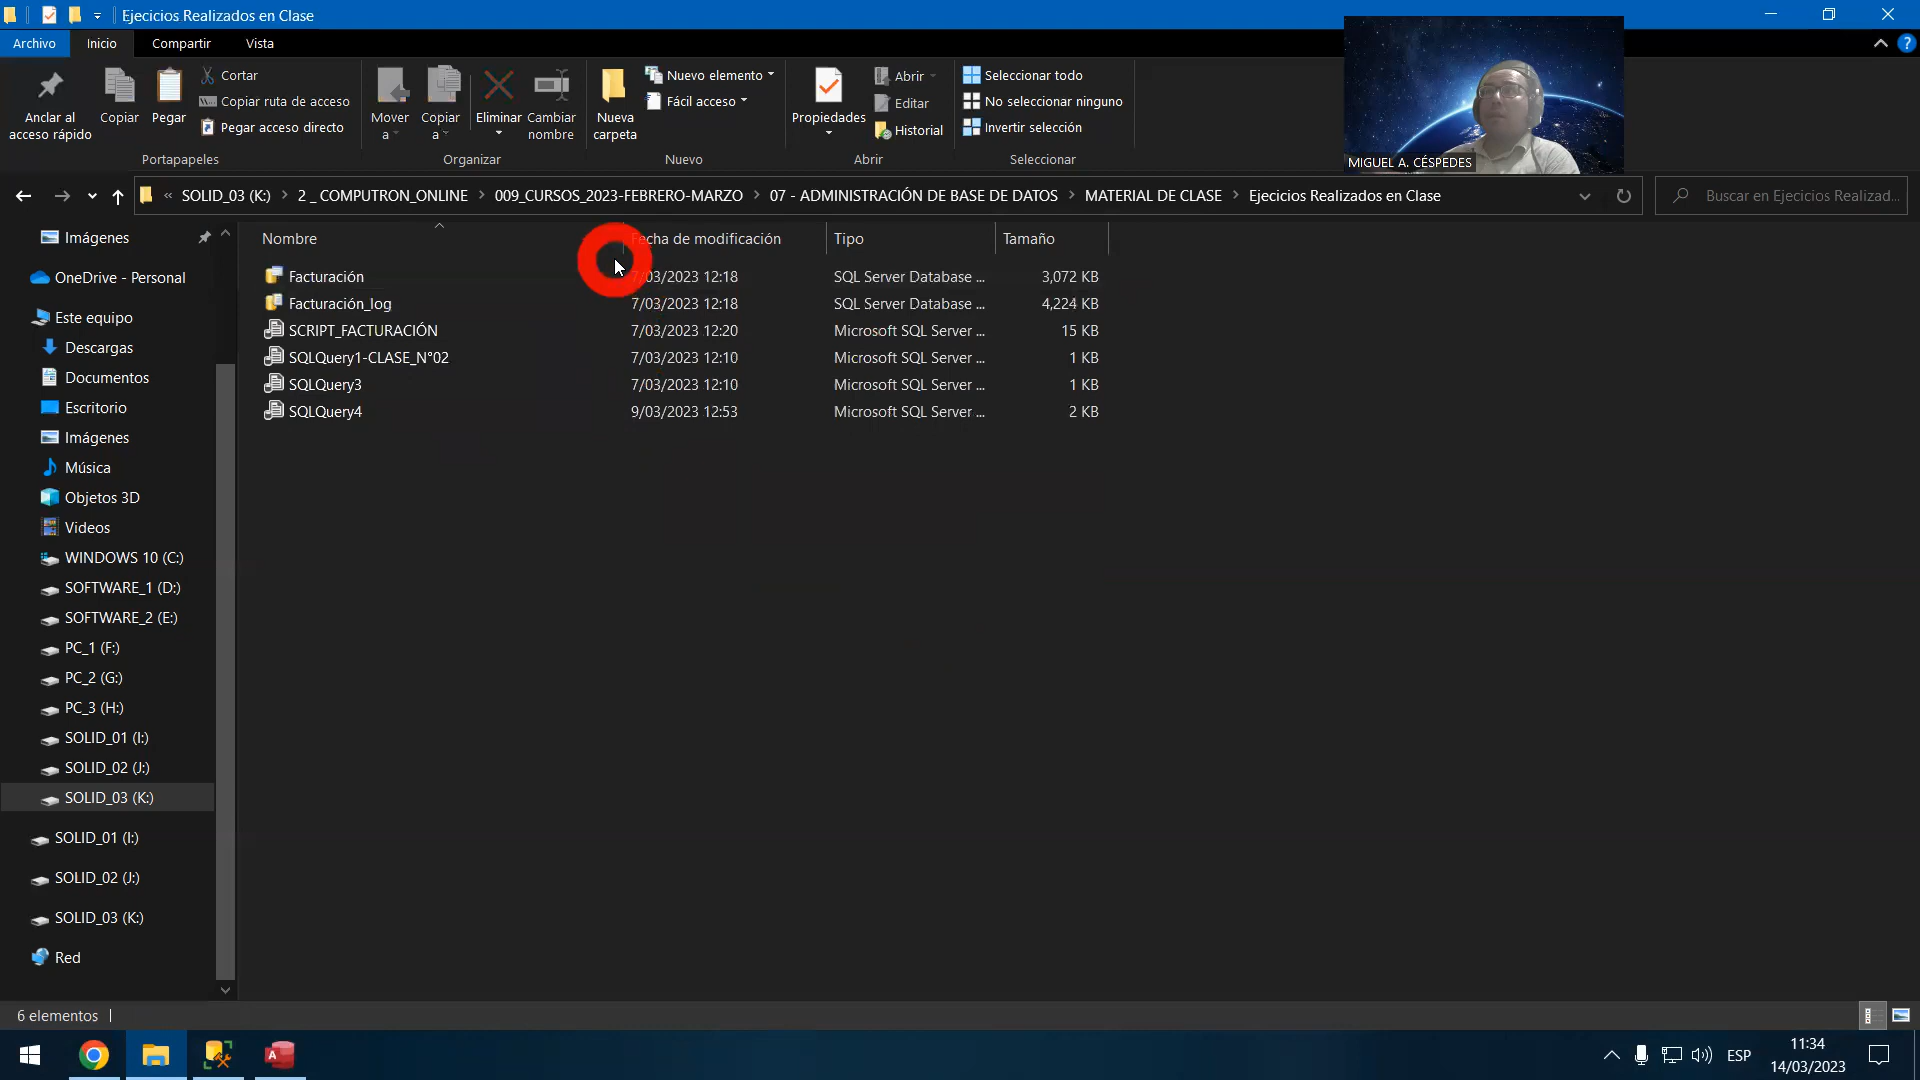 Ejecicios Realizados en Clase
Archivo
Inicio
Compartir
Vista
?
Anclar al
acceso rápido
Copiar
Pegar
Cortar
Copiar ruta de acceso
Pegar acceso directo
Portapapeles
Mover
a
Copiar
a
Eliminar
Cambiar
nombre
Organizar
Nueva
carpeta
Nuevo elemento
Fácil acceso
Nuevo
Propiedades
Abrir
Editar
Historial
Abrir
Seleccionar todo
No seleccionar ninguno
Invertir selección
Seleccionar
MIGUEL A. CÉSPEDES
« SOLID_03 (K:) > 2 _ COMPUTRON_ONLINE > 009_CURSOS_2023-FEBRERO-MARZO > 07 - ADMINISTRACIÓN DE BASE DE DATOS > MATERIAL DE CLASE > Ejecicios Realizados en Clase
Buscar en Ejecicios Realizad...
Imágenes
OneDrive - Personal
Este equipo
Descargas
Documentos
Escritorio
Imágenes
Música
Objetos 3D
Videos
WINDOWS 10 (C:)
SOFTWARE_1 (D:)
SOFTWARE_2 (E:)
PC_1 (F:)
PC_2 (G:)
PC_3 (H:)
SOLID_01 (I:)
SOLID_02 (J:)
SOLID_03 (K:)
SOLID_01 (I:)
SOLID_02 (J:)
SOLID_03 (K:)
Red
Nombre Fecha de modificación Tipo Tamaño
Facturación 7/03/2023 12:18 SQL Server Database ... 3,072 KB
Facturación_log 7/03/2023 12:18 SQL Server Database ... 4,224 KB
SCRIPT_FACTURACIÓN 7/03/2023 12:20 Microsoft SQL Server ... 15 KB
SQLQuery1-CLASE_N°02 7/03/2023 12:10 Microsoft SQL Server ... 1 KB
SQLQuery3 7/03/2023 12:10 Microsoft SQL Server ... 1 KB
SQLQuery4 9/03/2023 12:53 Microsoft SQL Server ... 2 KB
6 elementos
A
ESP
11:34
14/03/2023